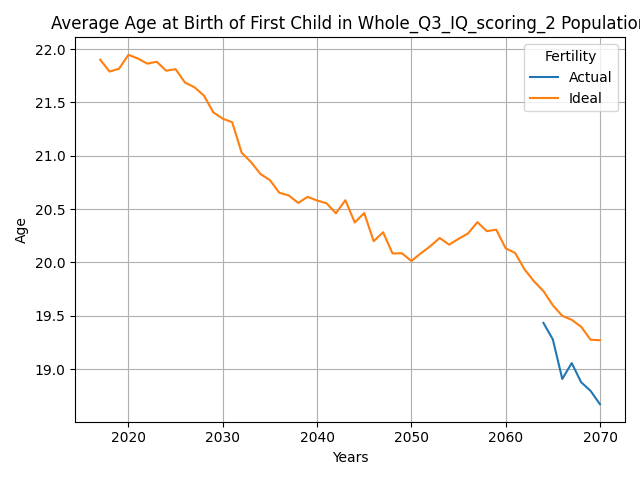 Average Age at Birth of First Child in Whole_Q3_IQ_scoring_2 Population
Fertility
Actual
Ideal
22.0
21.5
21.0
20.5
20.0
19.5
19.0
Age
2020 2030 2040 2050 2060 2070
Years